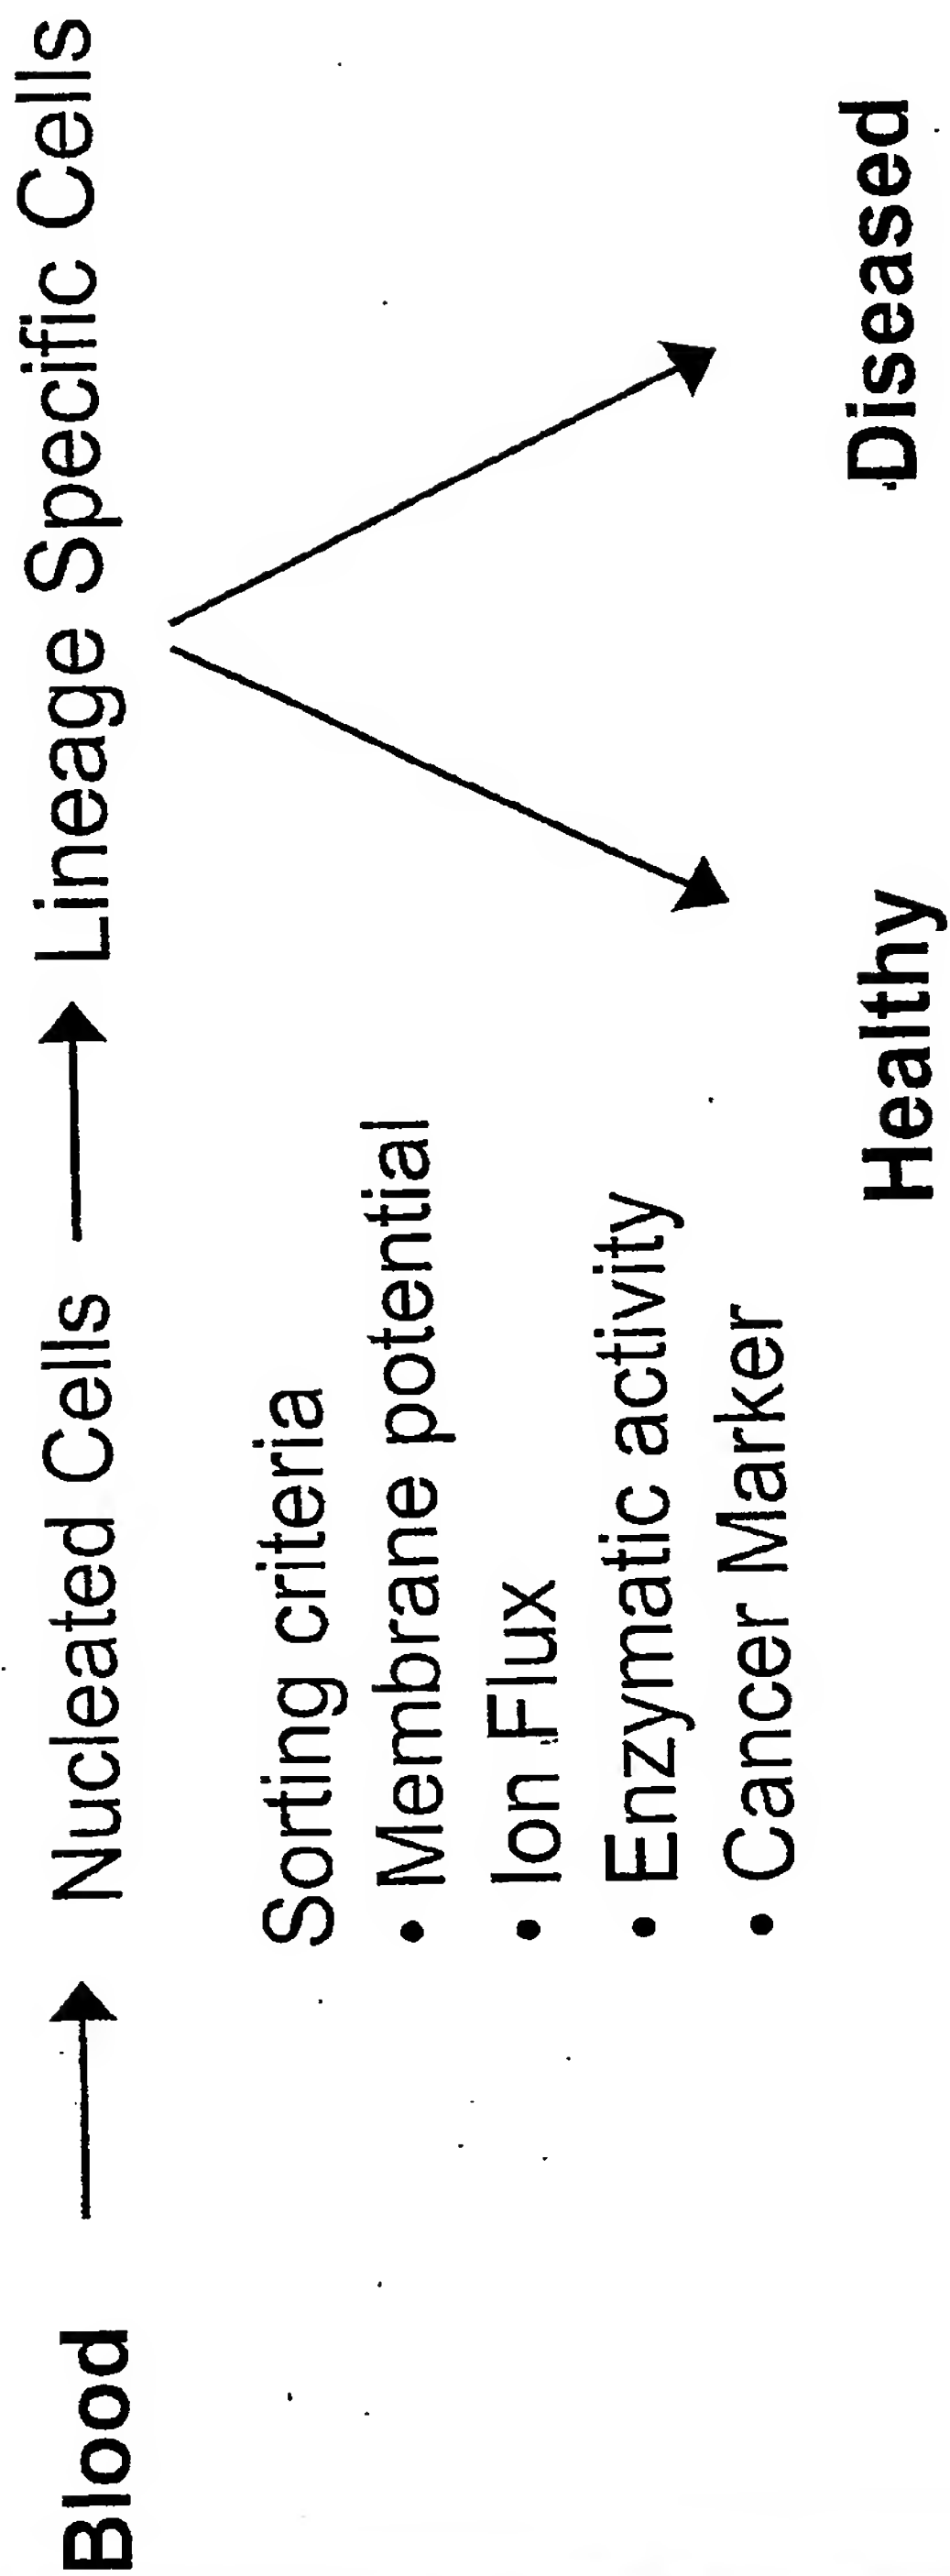 Blood → Nucleated Cells → Lineage Specific Cells
Sorting criteria
• Membrane potential
• Ion Flux
• Enzymatic activity
• Cancer Marker
Healthy Diseased